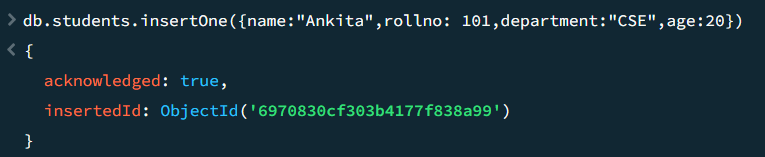 > db.students.insertOne({name:"Ankita",rollno: 101,department:"CSE",age:20})
< {
acknowledged: true,
insertedId: ObjectId('6970830cf303b4177f838a99')
}